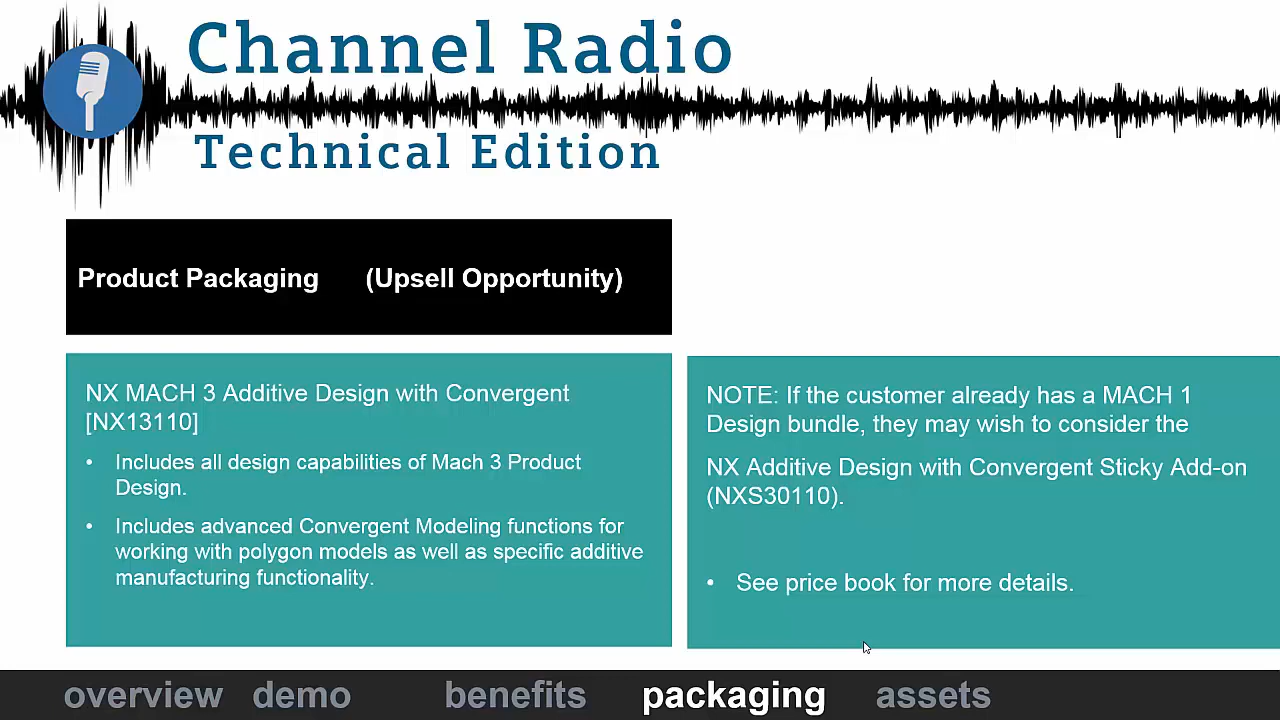 Channel Radio
Technical Edition
Product Packaging (Upsell Opportunity)
NX MACH 3 Additive Design with Convergent
[NX13110]
• Includes all design capabilities of Mach 3 Product
Design.
• Includes advanced Convergent Modeling functions for
working with polygon models as well as specific additive
manufacturing functionality.
NOTE: If the customer already has a MACH 1
Design bundle, they may wish to consider the
NX Additive Design with Convergent Sticky Add-on
(NXS30110).
• See price book for more details.
overview demo benefits packaging assets